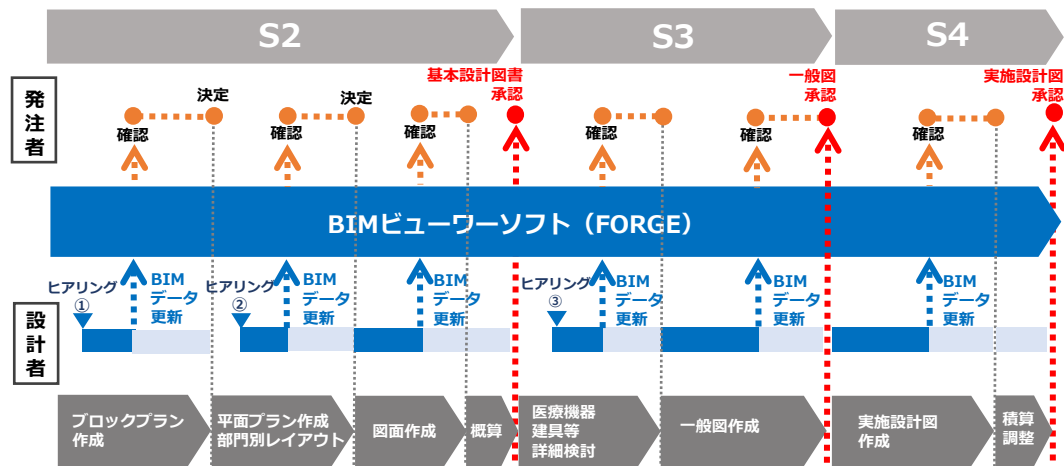 S2
S3
S4
発注者
基本設計図書
承認
一般図
承認
実施設計図
承認
決定
決定
確認
確認
確認
確認
確認
確認
BIMビューワーソフト（FORGE）
設計者
ヒアリング
①
BIM
データ
更新
ヒアリング
②
BIM
データ
更新
BIM
データ
更新
ヒアリング
③
BIM
データ
更新
BIM
データ
更新
BIM
データ
更新
ブロックプラン
作成
平面プラン作成
部門別レイアウト
図面作成
概算
医療機器
建具等
詳細検討
一般図作成
実施設計図
作成
積算
調整